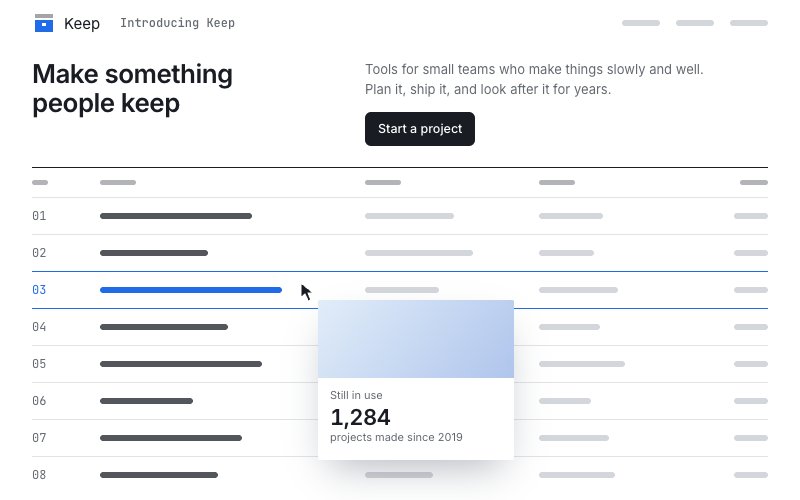 Keep
Introducing Keep
Make something
people keep
Tools for small teams who make things slowly and well.
Plan it, ship it, and look after it for years.
Start a project
01
02
03
04
05
06
07
08
Still in use
1,284
projects made since 2019